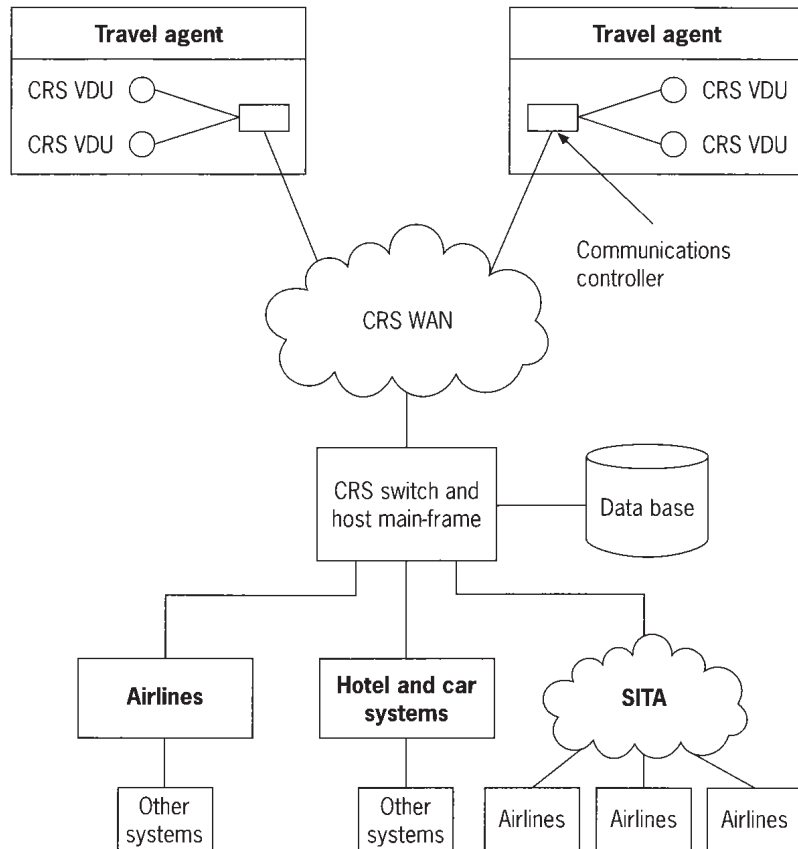 Travel agent
CRS VDU
CRS VDU
Travel agent
CRS VDU
CRS VDU
Communications
controller
CRS WAN
CRS switch and
host main-frame
Data base
Airlines
Hotel and car
systems
SITA
Other
systems
Other
systems
Airlines
Airlines
Airlines